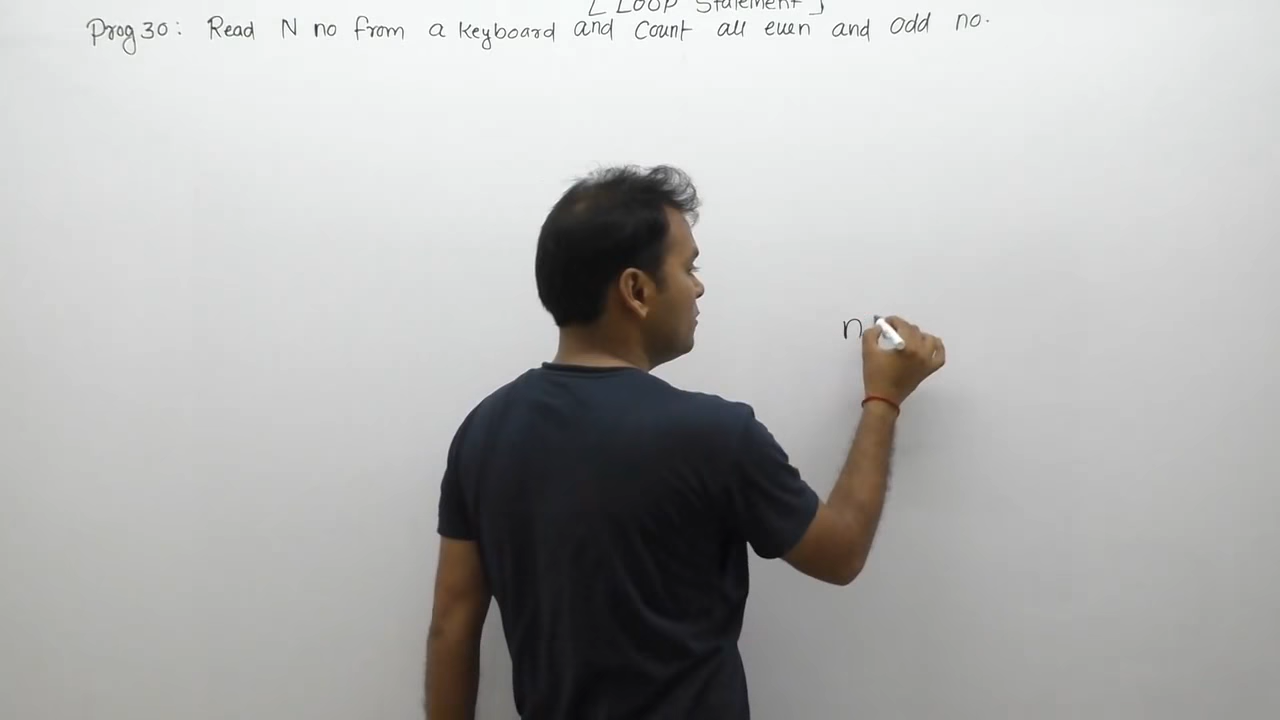 [ LOOP Statement ]
Prog 30 : Read N no from a keyboard and count all even and odd no.
n